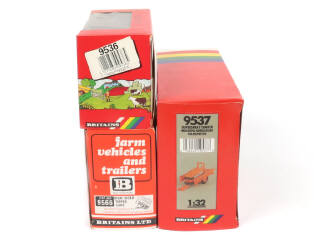 9536
BRITAINS
farm
vehicles
and
trailers
B
9565
BRITAINS LTD
9537
1:32
BRITAINS